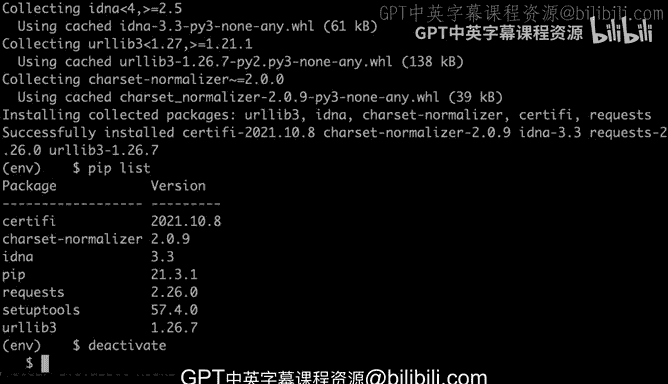 Collecting idna<4,>=2.5
GPT中英字幕课程资源@bilibili.com
Using cached idna-3.3-py3-none-any.whl (61 kB)
GPT中英字幕课程资源 bilibili
Collecting urllib3<1.27,>=1.21.1
Using cached urllib3-1.26.7-py2.py3-none-any.whl (138 kB)
Collecting charset-normalizer~=2.0.0
Using cached charset_normalizer-2.0.9-py3-none-any.whl (39 kB)
Installing collected packages: urllib3, idna, charset-normalizer, certifi, requests
Successfully installed certifi-2021.10.8 charset-normalizer-2.0.9 idna-3.3 requests-2
.26.0 urllib3-1.26.7
(env) $ pip list
Package Version
------------------ ---------
certifi 2021.10.8
charset-normalizer 2.0.9
idna 3.3
pip 21.3.1
requests 2.26.0
setuptools 57.4.0
urllib3 1.26.7
(env) $ deactivate
$
GPT中英字幕课程资源@bilibili.com